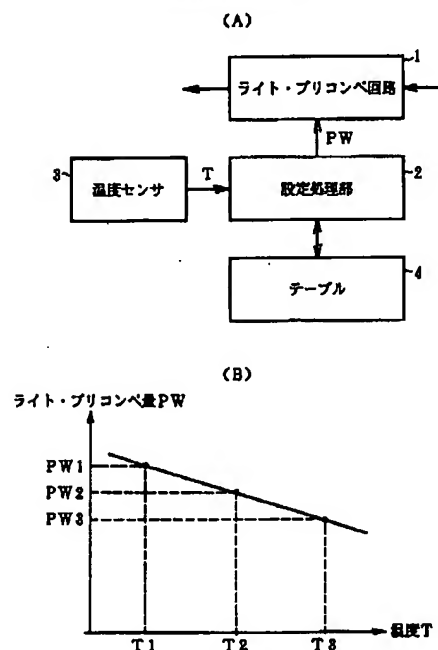 (A)
1
ライト・プリコンペ回路
PW
3
温度センサ
T
設定処理部
2
テーブル
4
(B)
ライト・プリコンペ量PW
PW1
PW2
PW3
T1 T2 T3
温度T